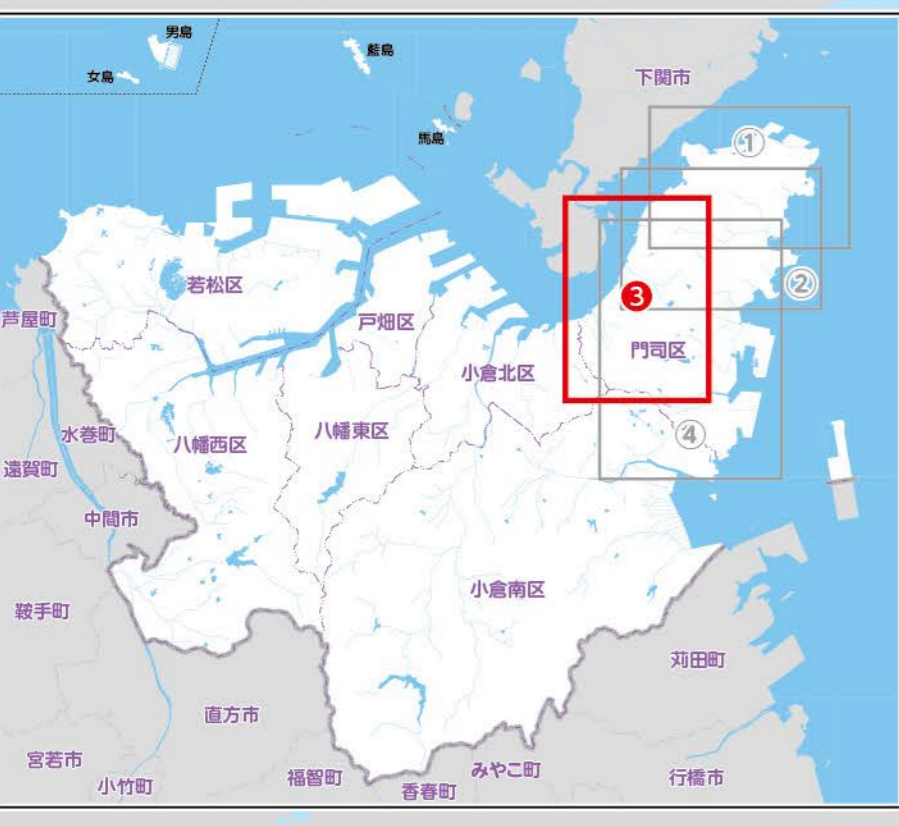 男島
女島
藍島
馬島
下関市
①
②
③
④
若松区
戸畑区
小倉北区
門司区
芦屋町
水巻町
遠賀町
中間市
八幡西区
八幡東区
小倉南区
鞍手町
直方市
宮若市
小竹町
福智町
香春町
みやこ町
苅田町
行橋市